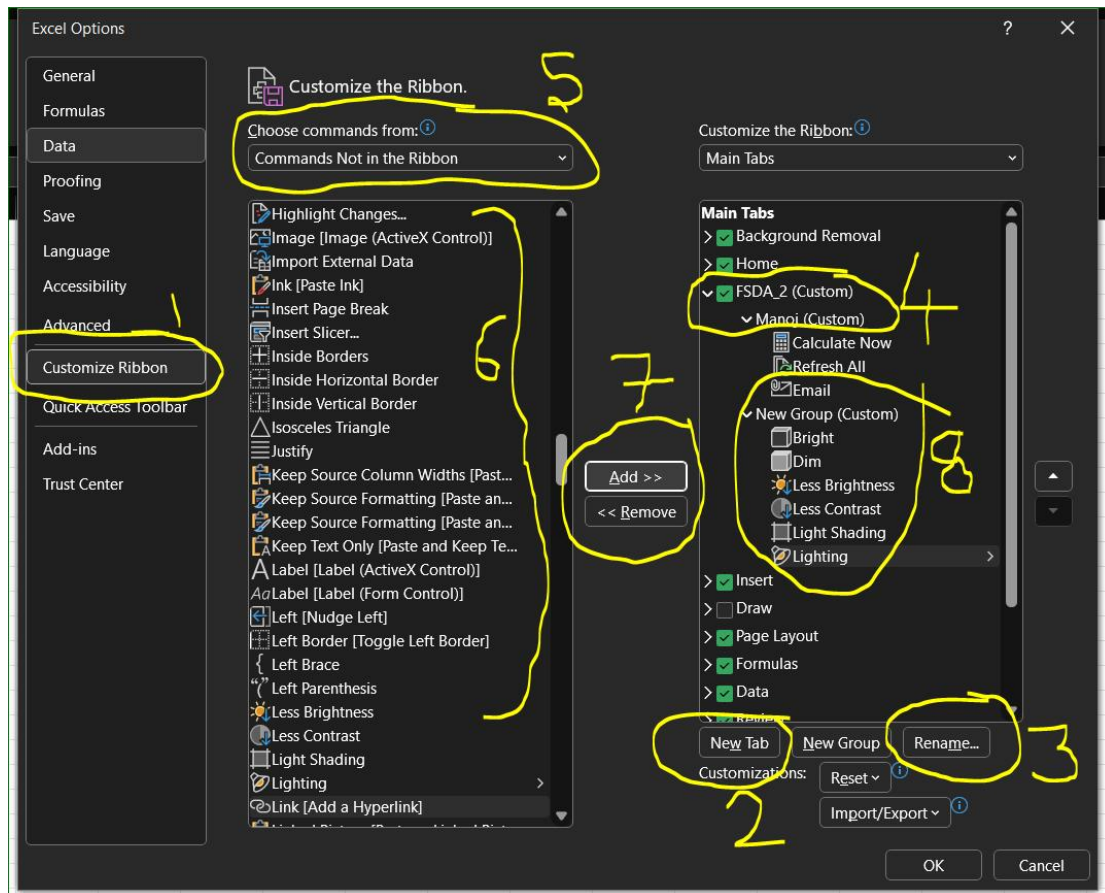 Excel Options
?
General
Formulas
Data
Proofing
Save
Language
Accessibility
Advanced
Customize Ribbon
Quick Access Toolbar
Add-ins
Trust Center
1
Customize the Ribbon.
5
Choose commands from:
Commands Not in the Ribbon
Highlight Changes...
Image [Image (ActiveX Control)]
Import External Data
Ink [Paste Ink]
Insert Page Break
Insert Slicer...
Inside Borders
Inside Horizontal Border
Inside Vertical Border
Isosceles Triangle
Justify
Keep Source Column Widths [Past...
Keep Source Formatting [Paste an...
Keep Source Formatting [Paste an...
Keep Text Only [Paste and Keep Te...
Label [Label (ActiveX Control)]
Label [Label (Form Control)]
Left [Nudge Left]
Left Border [Toggle Left Border]
Left Brace
Left Parenthesis
Less Brightness
Less Contrast
Light Shading
Lighting
Link [Add a Hyperlink]
6
7
Add >>
<< Remove
Customize the Ribbon:
Main Tabs
Main Tabs
Background Removal
Home
FSDA_2 (Custom)
Manoj (Custom)
Calculate Now
Refresh All
Email
New Group (Custom)
Bright
Dim
Less Brightness
Less Contrast
Light Shading
Lighting
Insert
Draw
Page Layout
Formulas
Data
Review
4
8
New Tab
New Group
Rename...
3
Customizations:
Reset
2
Import/Export
OK
Cancel